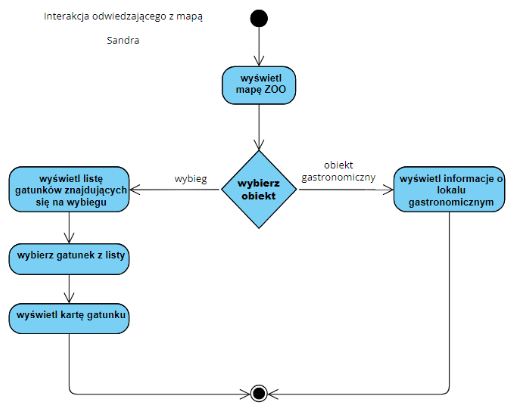 Interakcja odwiedzającego z mapą
Sandra
wyświetl
mapę ZOO
wybierz
obiekt
wybieg
obiekt
gastronomiczny
wyświetl listę
gatunków znajdujących
się na wybiegu
wyświetl informacje o
lokalu
gastronomicznym
wybierz gatunek z listy
wyświetl kartę gatunku